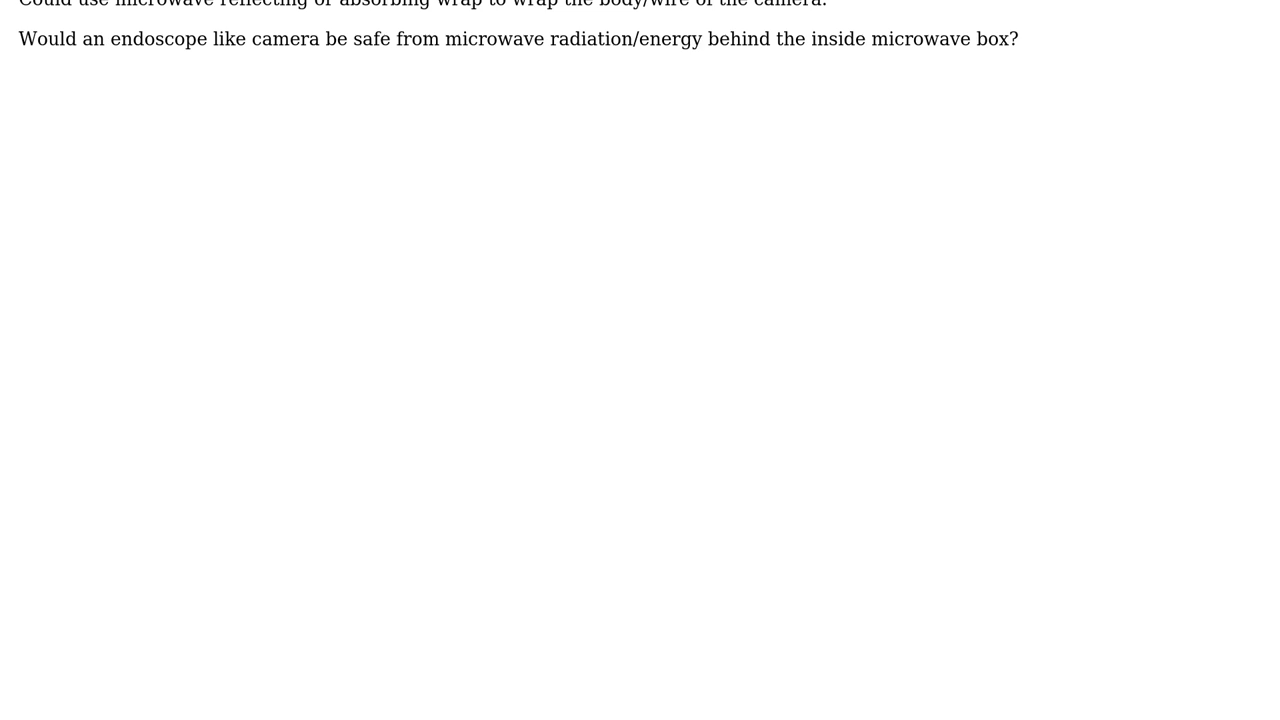 Could use microwave reflecting or absorbing wrap to wrap the body/wire of the camera.
Would an endoscope like camera be safe from microwave radiation/energy behind the inside microwave box?